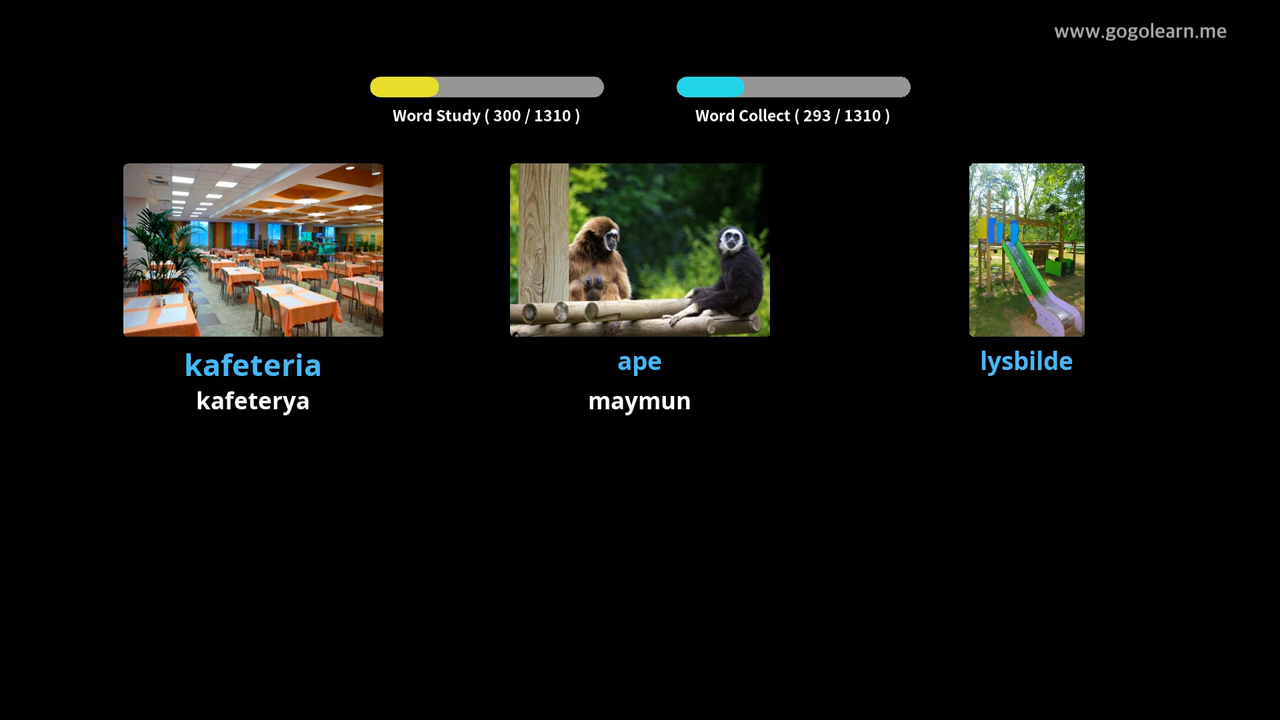 www.gogolearn.me
Word Study ( 300 / 1310 )
Word Collect ( 293 / 1310 )
kafeteria
kafeterya
ape
maymun
lysbilde